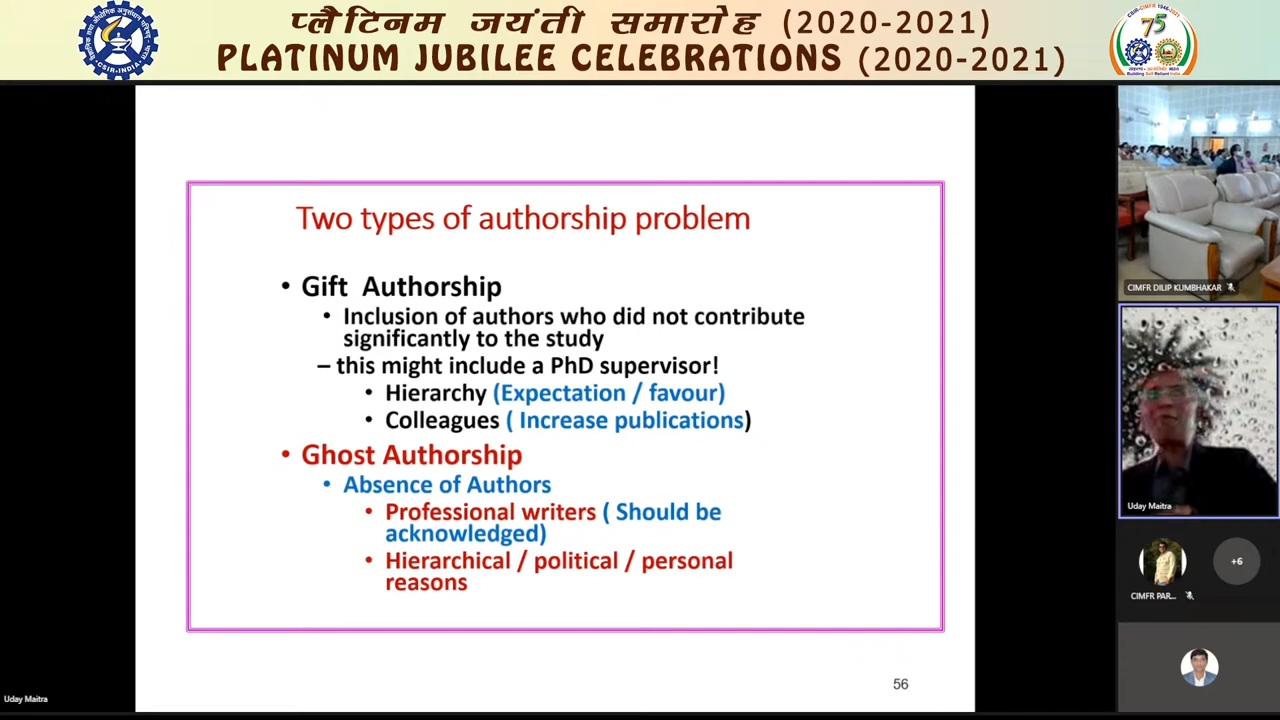 प्लैटिनम जयंती समारोह (2020-2021)
PLATINUM JUBILEE CELEBRATIONS (2020-2021)
CSIR-INDIA
75
Two types of authorship problem
• Gift Authorship
• Inclusion of authors who did not contribute
significantly to the study
– this might include a PhD supervisor!
• Hierarchy (Expectation / favour)
• Colleagues ( Increase publications)
• Ghost Authorship
• Absence of Authors
• Professional writers ( Should be
acknowledged)
• Hierarchical / political / personal
reasons
56
CIMFR DILIP KUMBHAKAR
Uday Maitra
CIMFR PAR...
+6
Uday Maitra